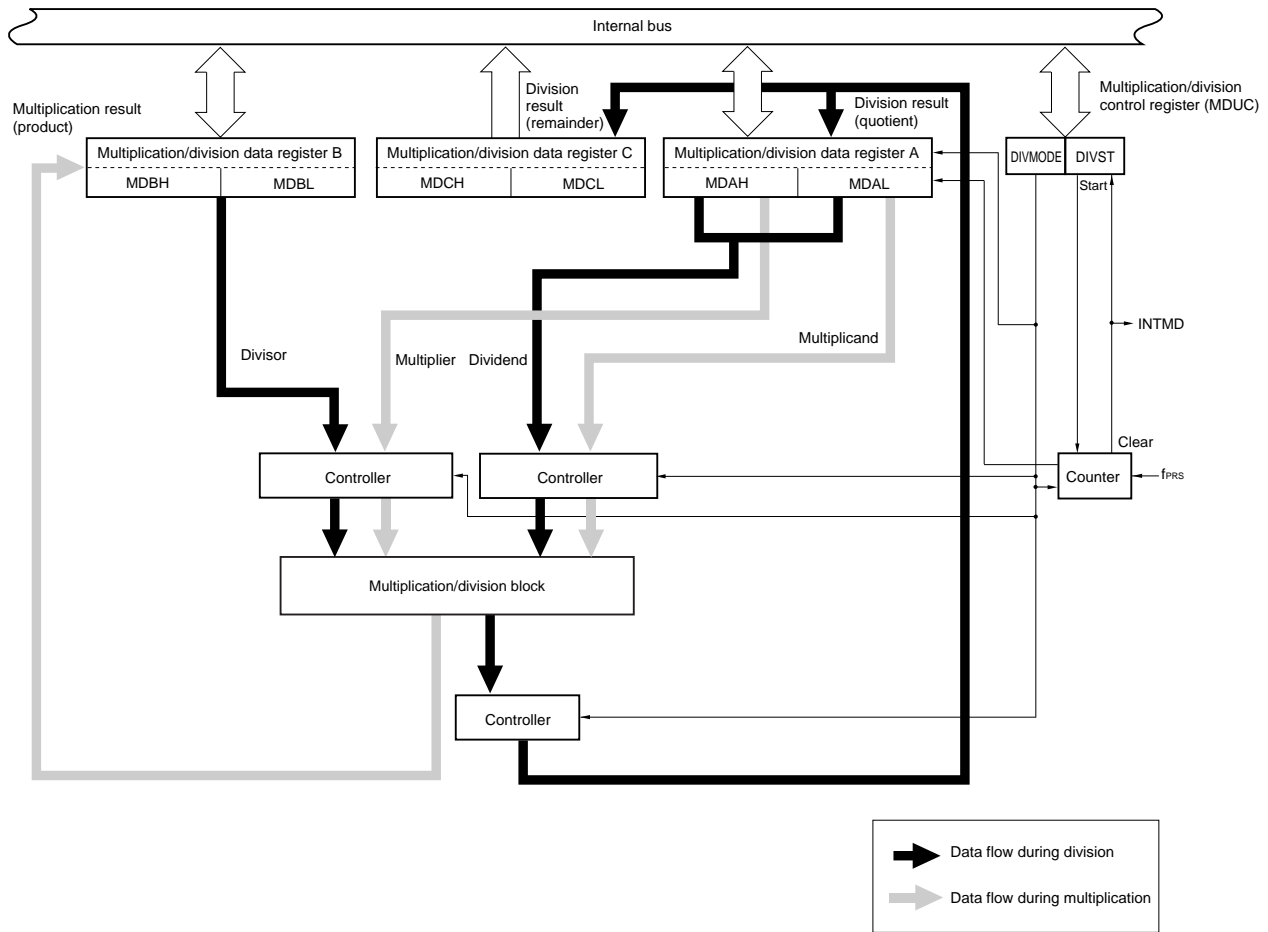 Internal bus
Multiplication result
(product)
Division
result
(remainder)
Division result
(quotient)
Multiplication/division
control register (MDUC)
Multiplication/division data register B
MDBH
MDBL
Multiplication/division data register C
MDCH
MDCL
Multiplication/division data register A
MDAH
MDAL
DIVMODE
DIVST
Start
INTMD
Divisor
Multiplier
Dividend
Multiplicand
Clear
Controller
Controller
Counter
fPRS
Multiplication/division block
Controller
Data flow during division
Data flow during multiplication